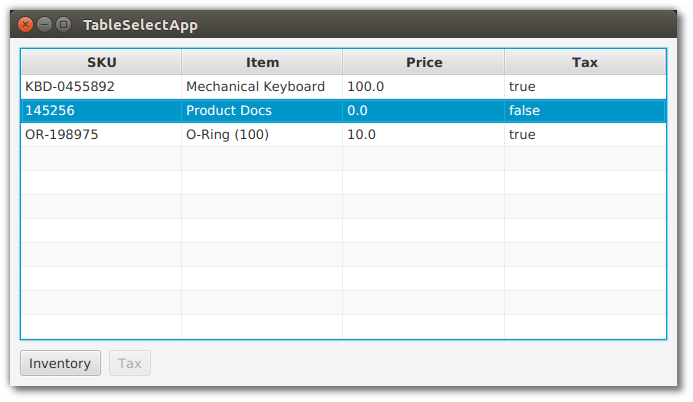 TableSelectApp
SKU Item Price Tax
KBD-0455892 Mechanical Keyboard 100.0 true
145256 Product Docs 0.0 false
OR-198975 O-Ring (100) 10.0 true
Inventory Tax